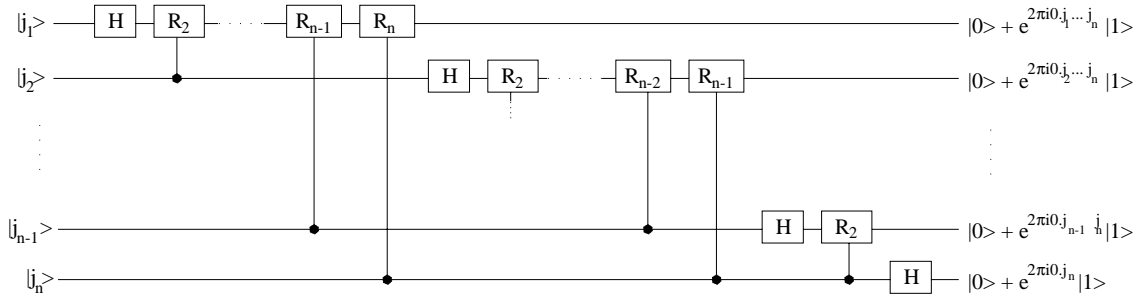 |j₁> H R₂ ..... Rₙ₋₁ Rₙ |0> + e^{2πi0.j₁...jₙ} |1>
|j₂> H R₂ ..... Rₙ₋₂ Rₙ₋₁ |0> + e^{2πi0.j₂...jₙ} |1>
|jₙ₋₁> H R₂ |0> + e^{2πi0.jₙ₋₁ jₙ} |1>
|jₙ> H |0> + e^{2πi0.jₙ} |1>